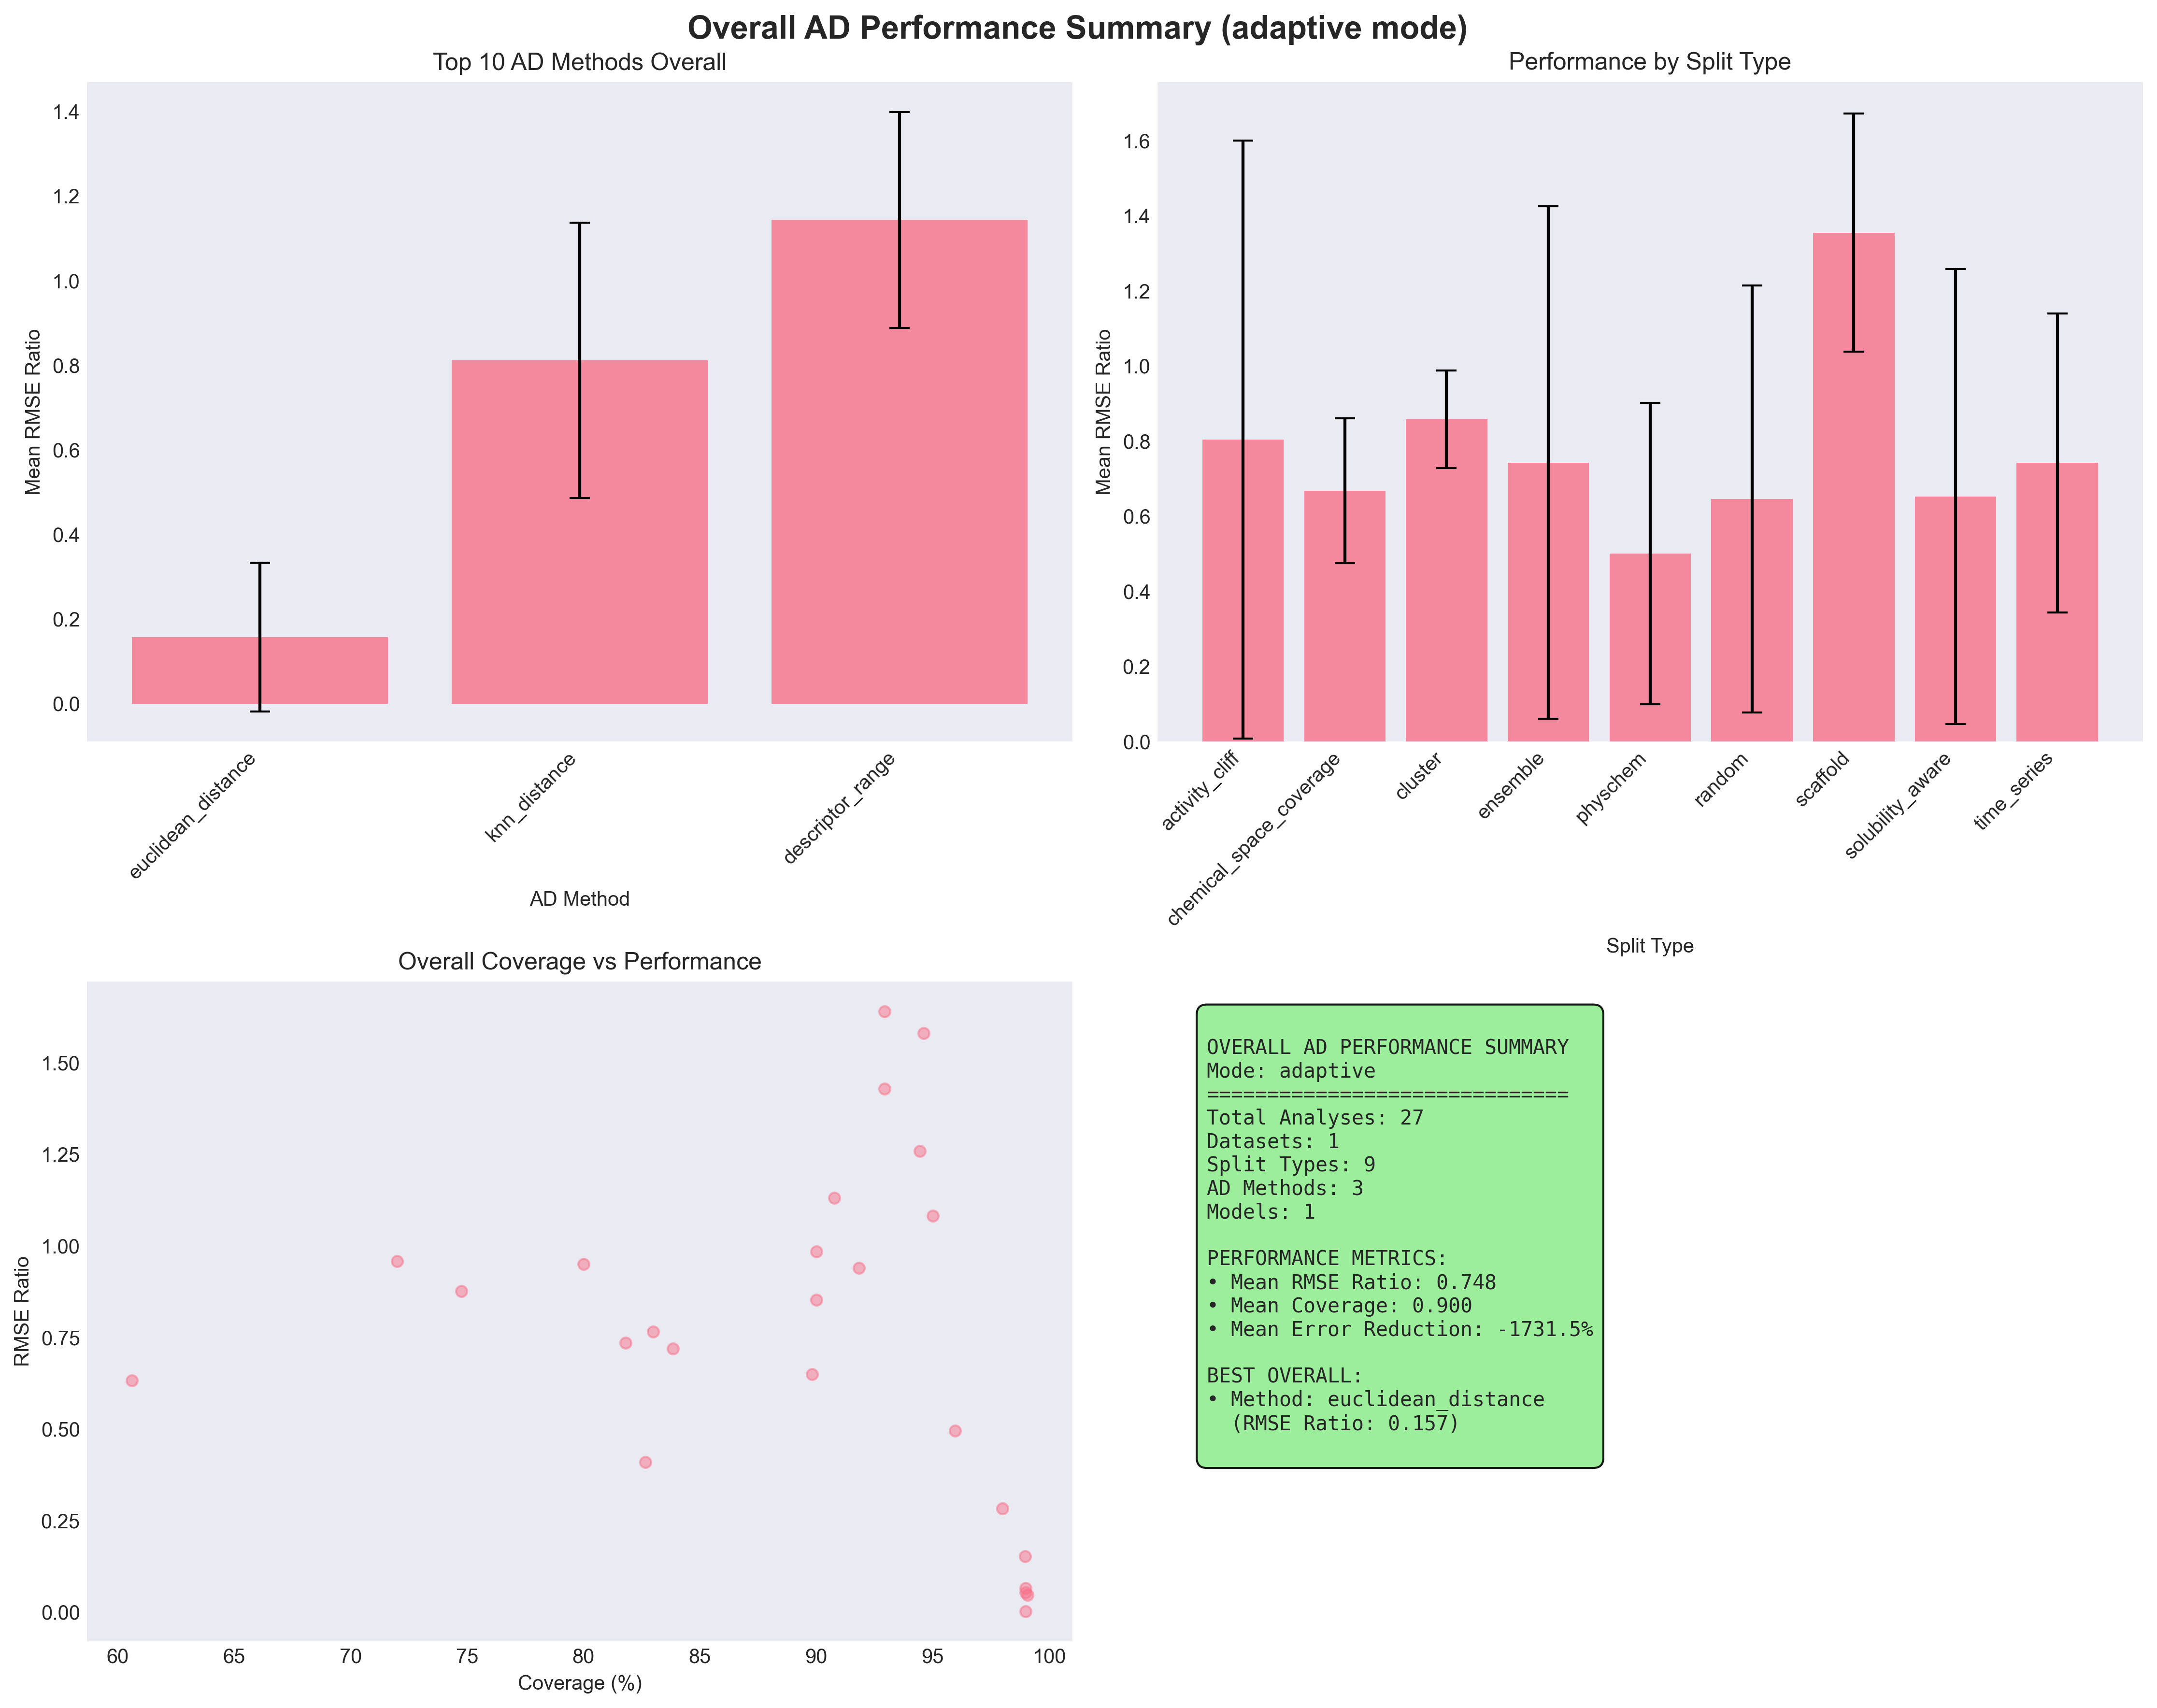 Overall AD Performance Summary (adaptive mode)
Top 10 AD Methods Overall
Mean RMSE Ratio
1.4
1.2
1.0
0.8
0.6
0.4
0.2
0.0
euclidean_distance
knn_distance
descriptor_range
AD Method
Performance by Split Type
Mean RMSE Ratio
1.6
1.4
1.2
1.0
0.8
0.6
0.4
0.2
0.0
activity_cliff
chemical_space_coverage
cluster
ensemble
physchem
random
scaffold
solubility_aware
time_series
Split Type
Overall Coverage vs Performance
RMSE Ratio
1.50
1.25
1.00
0.75
0.50
0.25
0.00
60 65 70 75 80 85 90 95 100
Coverage (%)
OVERALL AD PERFORMANCE SUMMARY
Mode: adaptive
==============================
Total Analyses: 27
Datasets: 1
Split Types: 9
AD Methods: 3
Models: 1
PERFORMANCE METRICS:
• Mean RMSE Ratio: 0.748
• Mean Coverage: 0.900
• Mean Error Reduction: -1731.5%
BEST OVERALL:
• Method: euclidean_distance
(RMSE Ratio: 0.157)